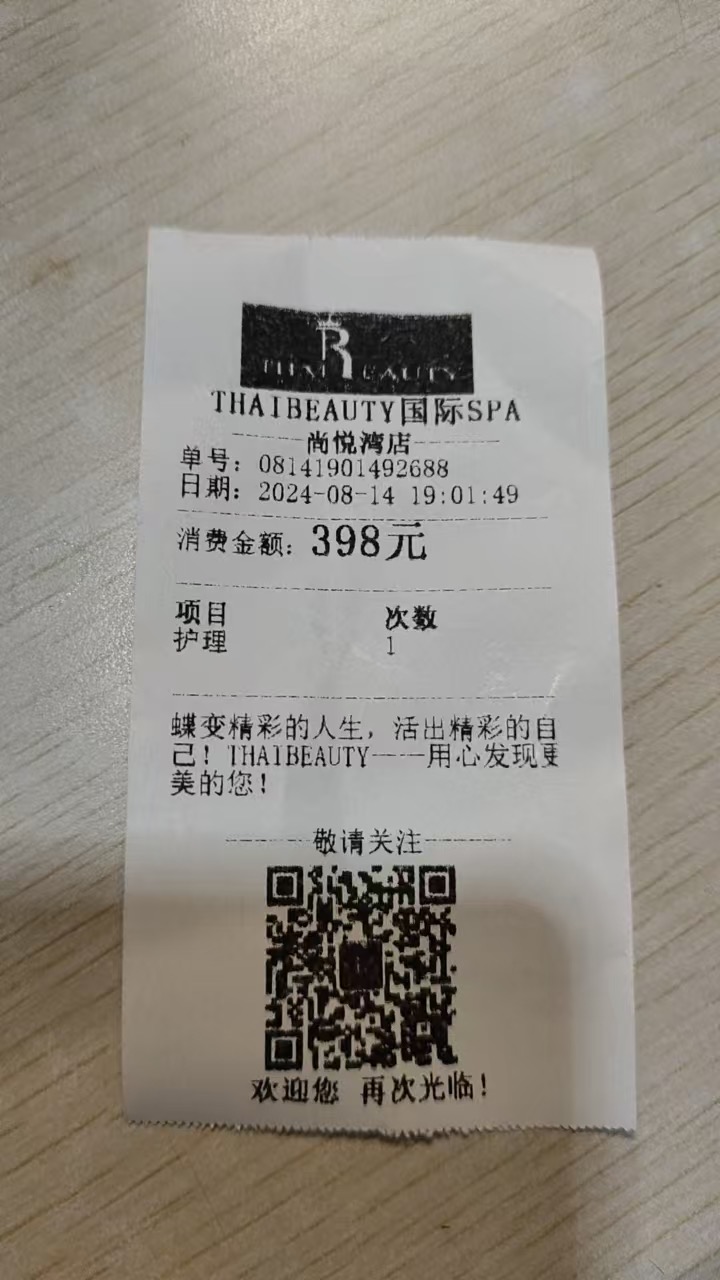 THAI BEAUTY
THAIBEAUTY国际SPA
尚悦湾店
单号：08141901492688
日期：2024-08-14 19:01:49
消费金额：398元
项目 次数
护理 1
蝶变精彩的人生，活出精彩的自
己！THAIBEAUTY——用心发现更
美的您！
敬请关注
欢迎您 再次光临！